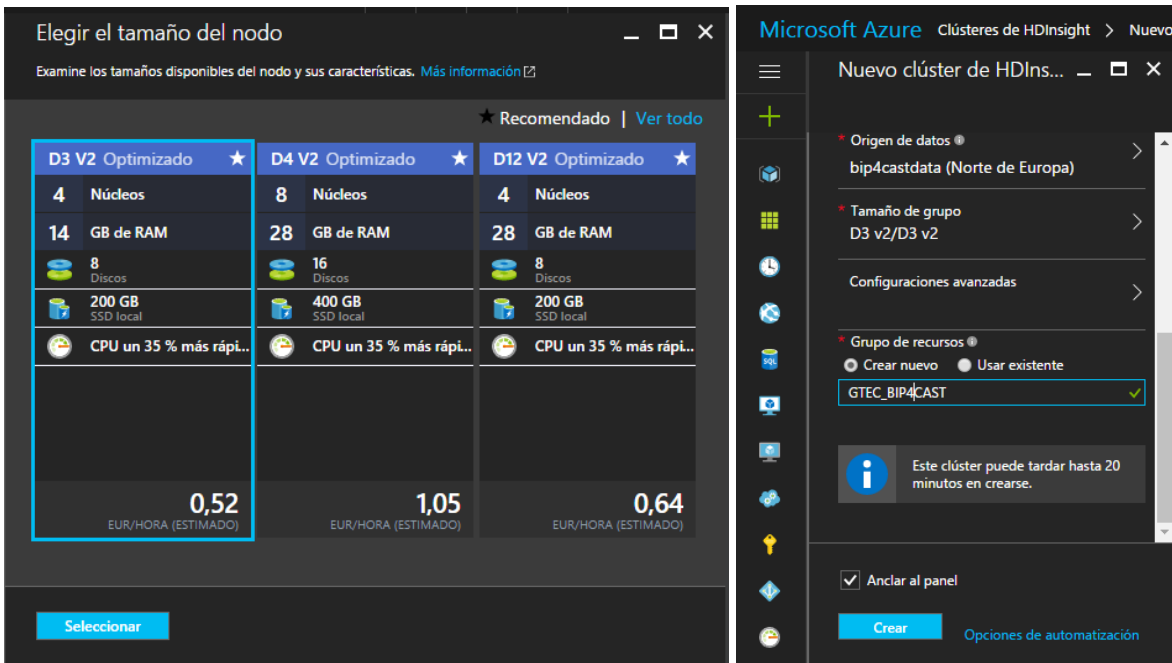 Elegir el tamaño del nodo
Examine los tamaños disponibles del nodo y sus características. Más información
Recomendado | Ver todo
D3 V2 Optimizado
4 Núcleos
14 GB de RAM
8
Discos
200 GB
SSD local
CPU un 35 % más rápi...
0,52
EUR/HORA (ESTIMADO)
D4 V2 Optimizado
8 Núcleos
28 GB de RAM
16
Discos
400 GB
SSD local
CPU un 35 % más rápi...
1,05
EUR/HORA (ESTIMADO)
D12 V2 Optimizado
4 Núcleos
28 GB de RAM
8
Discos
200 GB
SSD local
CPU un 35 % más rápi...
0,64
EUR/HORA (ESTIMADO)
Seleccionar
Microsoft Azure Clústeres de HDInsight > Nuevo
Nuevo clúster de HDIns...
* Origen de datos
bip4castdata (Norte de Europa)
* Tamaño de grupo
D3 v2/D3 v2
Configuraciones avanzadas
* Grupo de recursos
Crear nuevo Usar existente
GTEC_BIP4CAST
Este clúster puede tardar hasta 20
minutos en crearse.
Anclar al panel
Crear Opciones de automatización
SQL